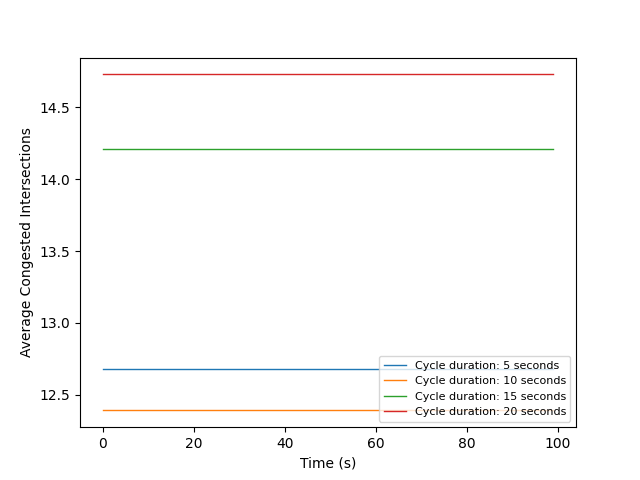 Average Congested Intersections
14.5
14.0
13.5
13.0
12.5
Cycle duration: 5 seconds
Cycle duration: 10 seconds
Cycle duration: 15 seconds
Cycle duration: 20 seconds
0 20 40 60 80 100
Time (s)